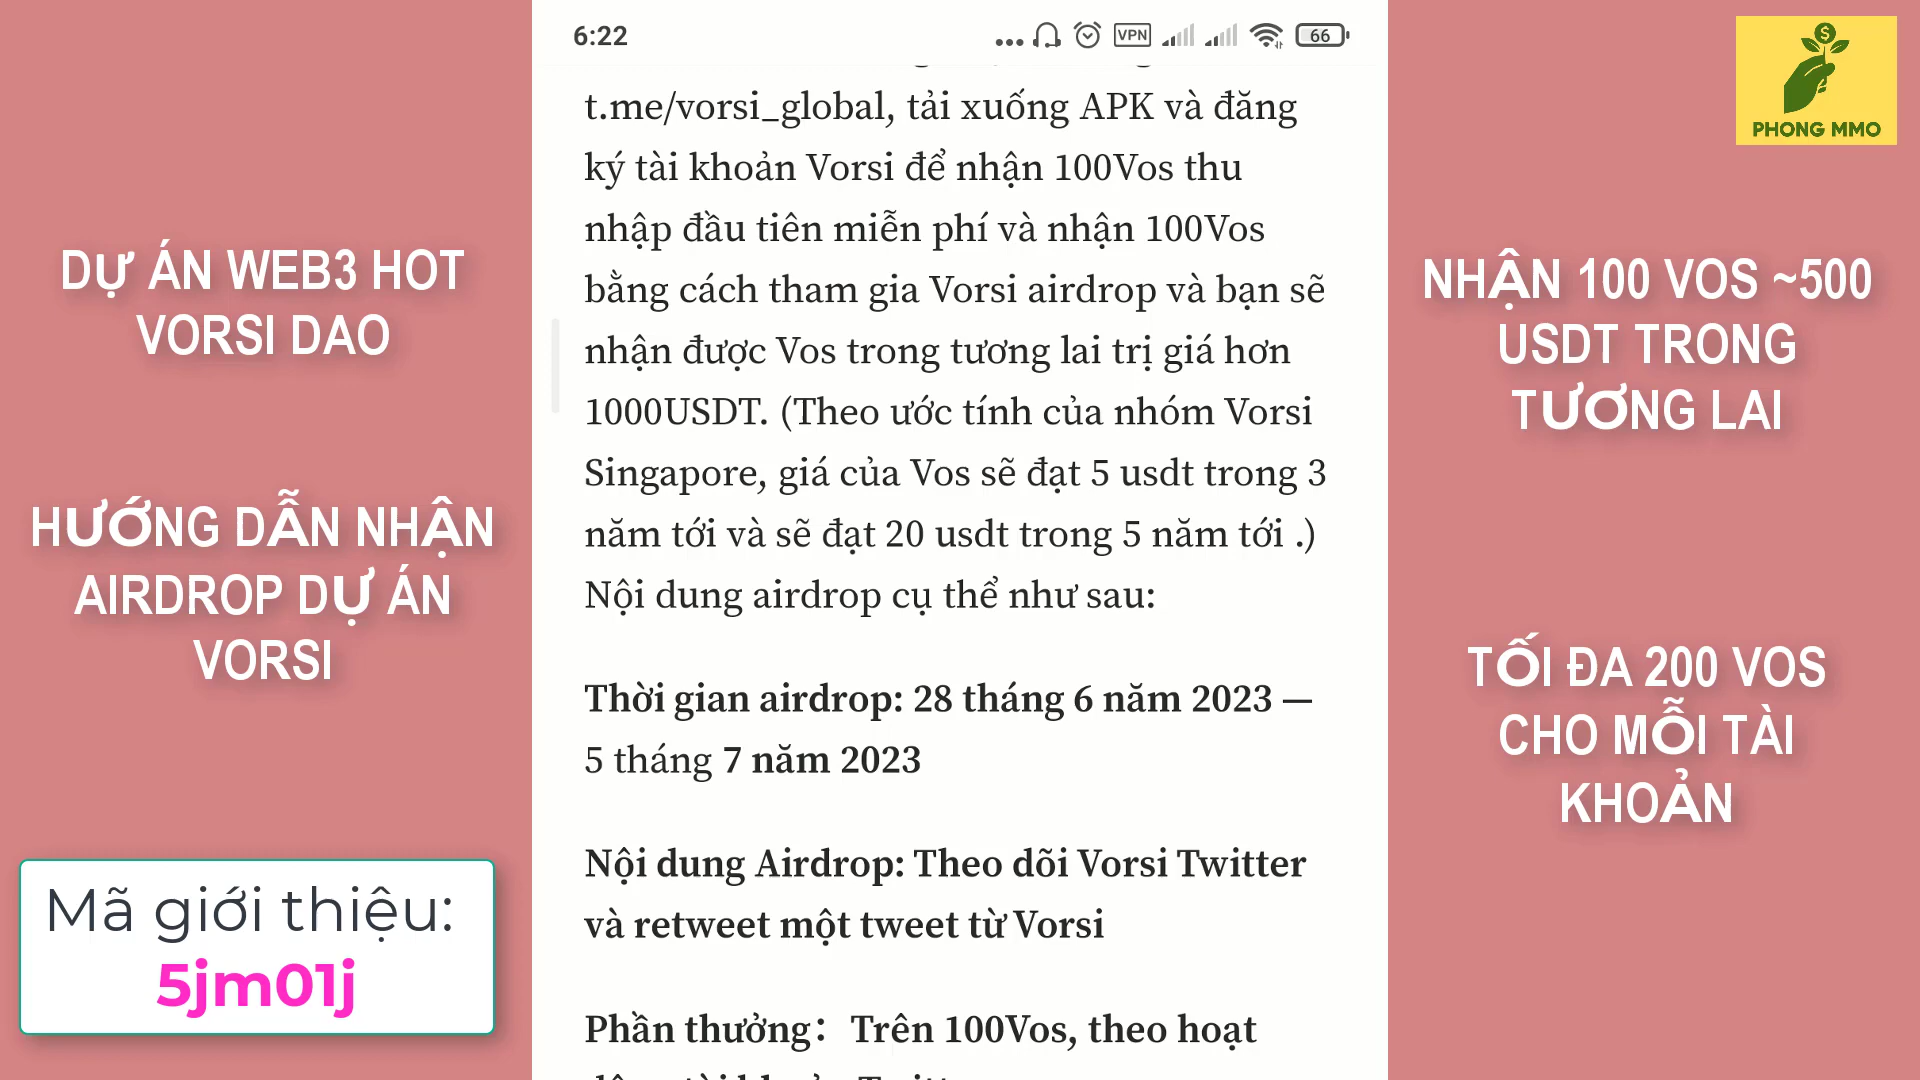 6:22
VPN
66
PHONG MMO
DỰ ÁN WEB3 HOT
VORSI DAO
HƯỚNG DẪN NHẬN
AIRDROP DỰ ÁN
VORSI
Mã giới thiệu:
5jm01j
t.me/vorsi_global, tải xuống APK và đăng
ký tài khoản Vorsi để nhận 100Vos thu
nhập đầu tiên miễn phí và nhận 100Vos
bằng cách tham gia Vorsi airdrop và bạn sẽ
nhận được Vos trong tương lai trị giá hơn
1000USDT. (Theo ước tính của nhóm Vorsi
Singapore, giá của Vos sẽ đạt 5 usdt trong 3
năm tới và sẽ đạt 20 usdt trong 5 năm tới .)
Nội dung airdrop cụ thể như sau:
Thời gian airdrop: 28 tháng 6 năm 2023 —
5 tháng 7 năm 2023
Nội dung Airdrop: Theo dõi Vorsi Twitter
và retweet một tweet từ Vorsi
Phần thưởng： Trên 100Vos, theo hoạt
NHẬN 100 VOS ~500
USDT TRONG
TƯƠNG LAI
TỐI ĐA 200 VOS
CHO MỖI TÀI
KHOẢN